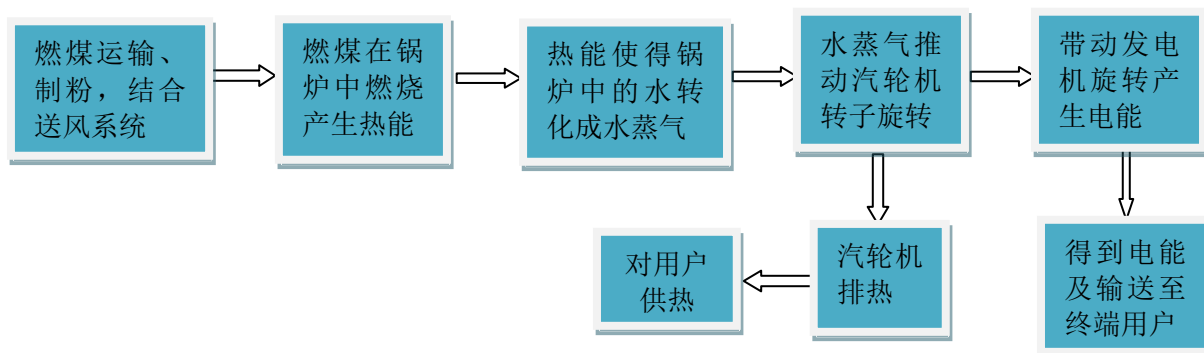 燃煤运输、
制粉，结合
送风系统
燃煤在锅
炉中燃烧
产生热能
热能使得锅
炉中的水转
化成水蒸气
水蒸气推
动汽轮机
转子旋转
带动发电
机旋转产
生电能
对用户
供热
汽轮机
排热
得到电能
及输送至
终端用户